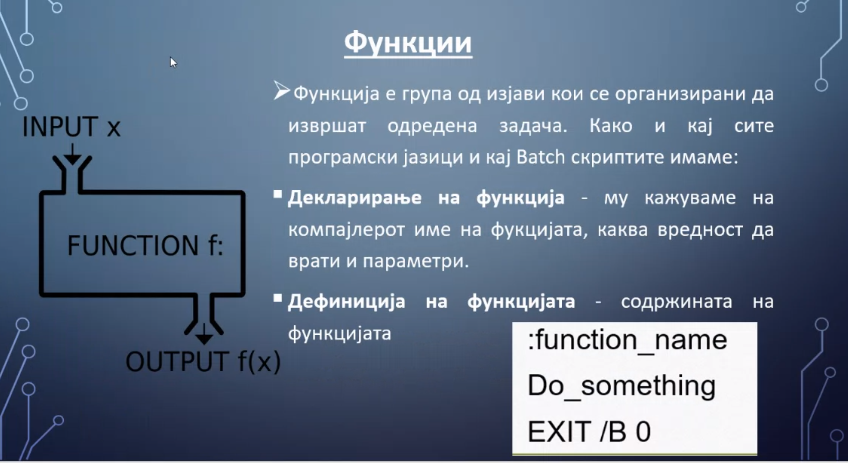 Функции
INPUT x
FUNCTION f:
OUTPUT f(x)
Функција е група од изјави кои се организирани да
извршат одредена задача. Како и кај сите
програмски јазици и кај Batch скриптите имаме:
Декларирање на функција - му кажуваме на
компајлерот име на фукцијата, каква вредност да
врати и параметри.
Дефиниција на функцијата - содржината на
функцијата
:function_name
Do_something
EXIT /B 0